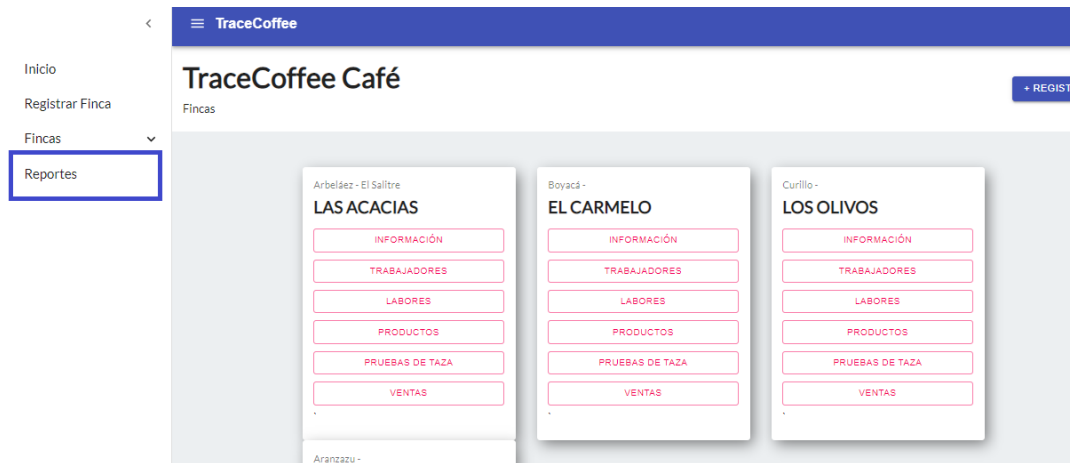 TraceCoffee
Inicio
Registrar Finca
Fincas
Reportes
TraceCoffee Café
Fincas
+ REGIST
Arbeláez - El Salitre
LAS ACACIAS
INFORMACIÓN
TRABAJADORES
LABORES
PRODUCTOS
PRUEBAS DE TAZA
VENTAS
Boyacá -
EL CARMELO
INFORMACIÓN
TRABAJADORES
LABORES
PRODUCTOS
PRUEBAS DE TAZA
VENTAS
Curillo -
LOS OLIVOS
INFORMACIÓN
TRABAJADORES
LABORES
PRODUCTOS
PRUEBAS DE TAZA
VENTAS
Aranzazu -